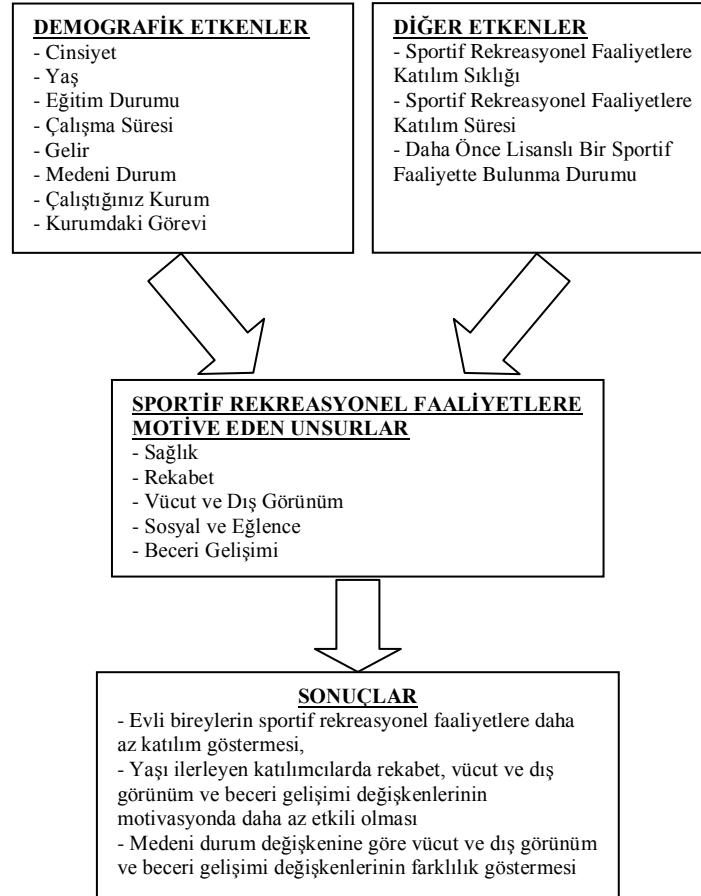 DEMOGRAFİK ETKENLER
- Cinsiyet
- Yaş
- Eğitim Durumu
- Çalışma Süresi
- Gelir
- Medeni Durum
- Çalıştığınız Kurum
- Kurumdaki Görevi
DİĞER ETKENLER
- Sportif Rekreasyonel Faaliyetlere
Katılım Sıklığı
- Sportif Rekreasyonel Faaliyetlere
Katılım Süresi
- Daha Önce Lisanslı Bir Sportif
Faaliyette Bulunma Durumu
SPORTİF REKREASYONEL FAALİYETLERE
MOTİVE EDEN UNSURLAR
- Sağlık
- Rekabet
- Vücut ve Dış Görünüm
- Sosyal ve Eğlence
- Beceri Gelişimi
SONUÇLAR
- Evli bireylerin sportif rekreasyonel faaliyetlere daha
az katılım göstermesi,
- Yaşı ilerleyen katılımcılarda rekabet, vücut ve dış
görünüm ve beceri gelişimi değişkenlerinin
motivasyonda daha az etkili olması
- Medeni durum değişkenine göre vücut ve dış görünüm
ve beceri gelişimi değişkenlerinin farklılık göstermesi